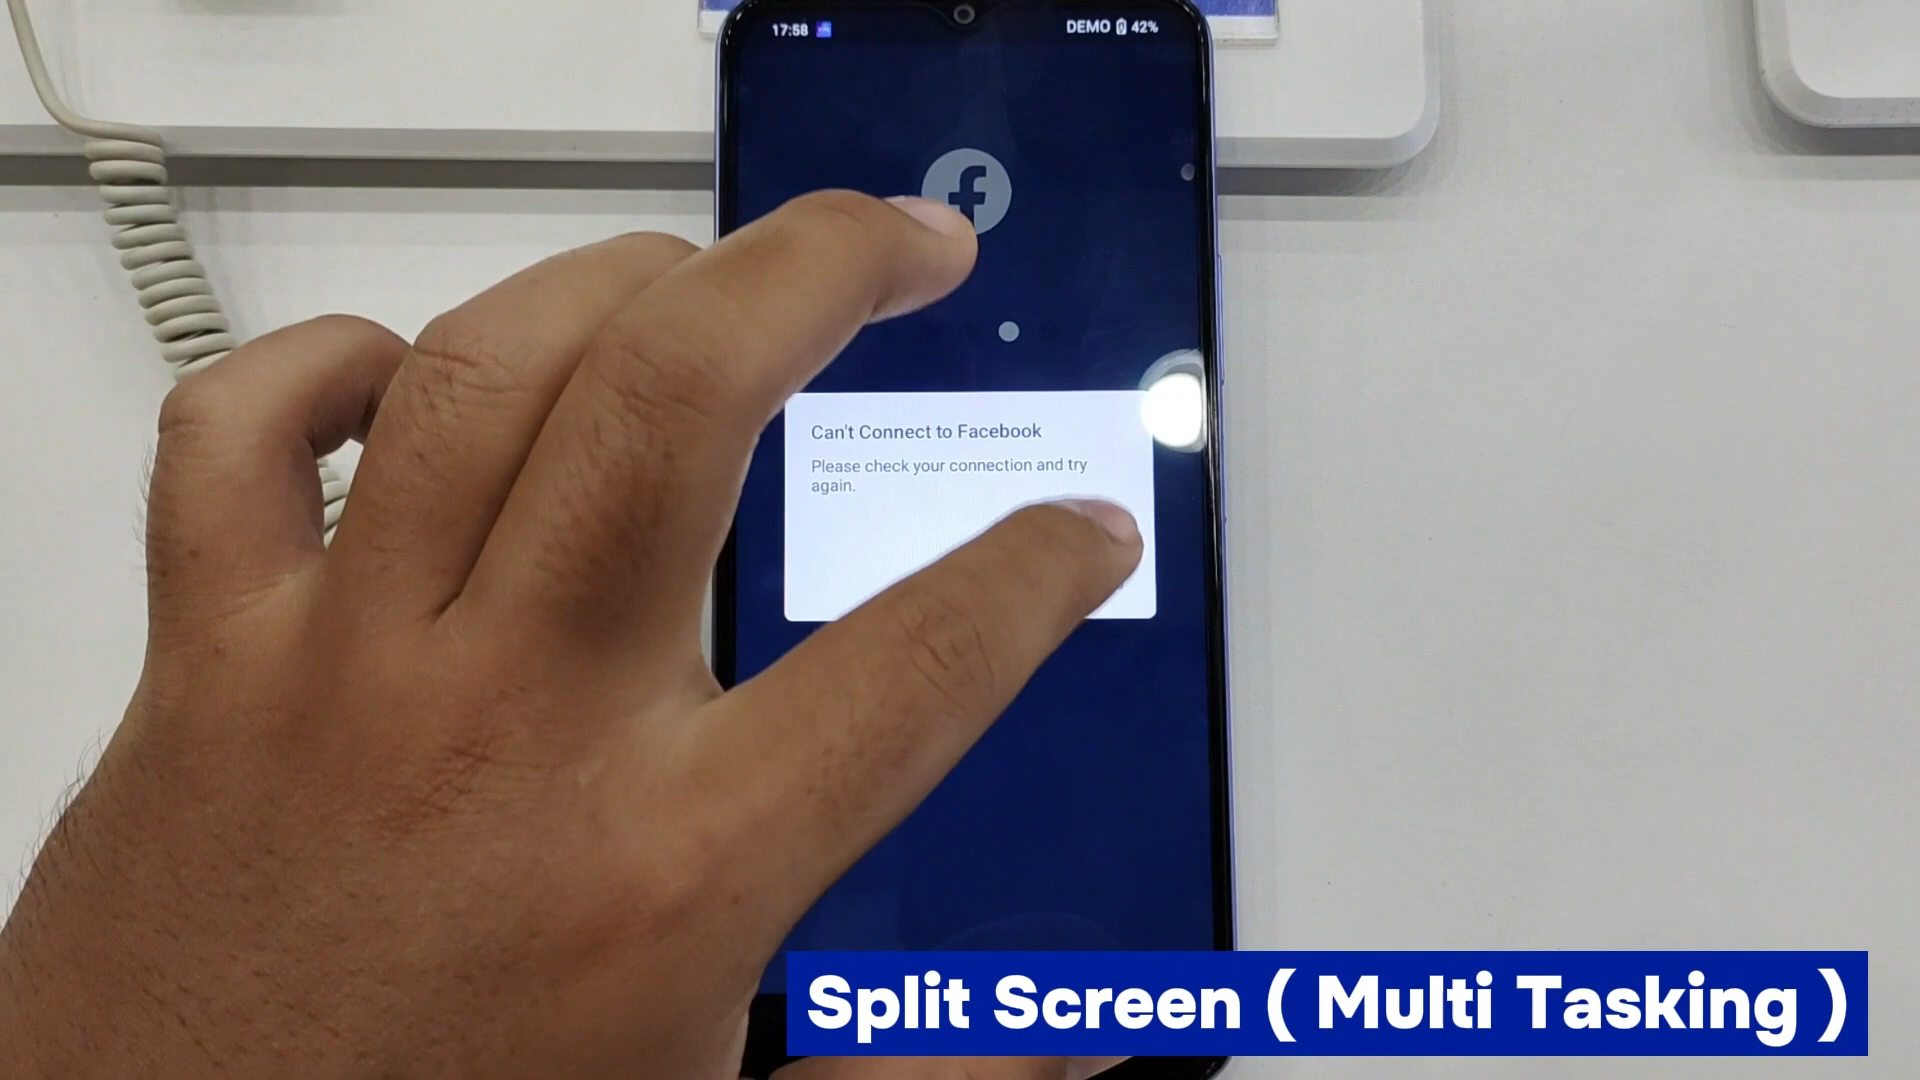 17:58
DEMO 42%
f
Can't Connect to Facebook
Please check your connection and try
again.
Split Screen ( Multi Tasking )